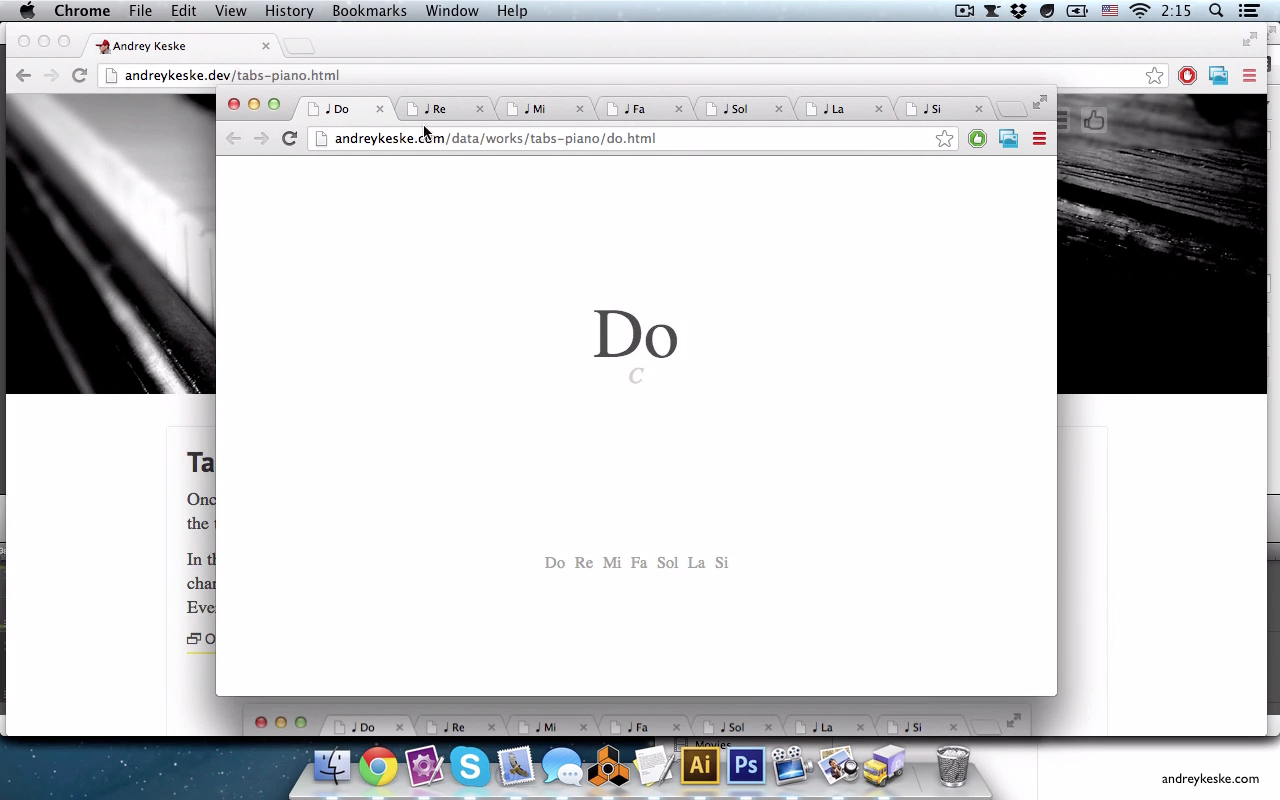 Chrome File Edit View History Bookmarks Window Help 2:15
Andrey Keske
andreykeske.dev/tabs-piano.html
♩ Do ♩ Re ♩ Mi ♩ Fa ♩ Sol ♩ La ♩ Si
andreykeske.com/data/works/tabs-piano/do.html
Do
C
Do Re Mi Fa Sol La Si
Ta
Onc
the t
In th
chan
Eve
O
♩ Do ♩ Re ♩ Mi ♩ Fa ♩ Sol ♩ La ♩ Si
Movies
Ai Ps
andreykeske.com